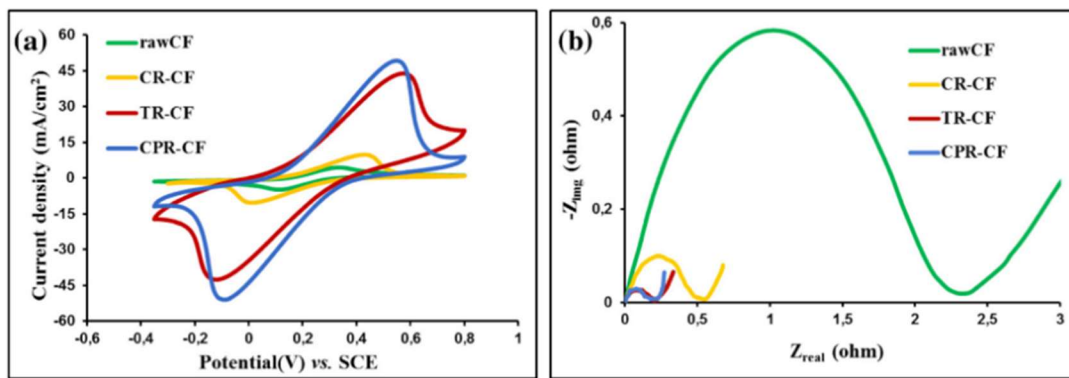 (a)
rawCF
CR-CF
TR-CF
CPR-CF
60
45
30
15
0
-15
-30
-45
-60
Current density (mA/cm²)
-0,6 -0,4 -0,2 0 0,2 0,4 0,6 0,8 1
Potential(V) vs. SCE
(b)
rawCF
CR-CF
TR-CF
CPR-CF
0,6
0,4
0,2
0
-Zimg (ohm)
0 0,5 1 1,5 2 2,5 3
Zreal (ohm)